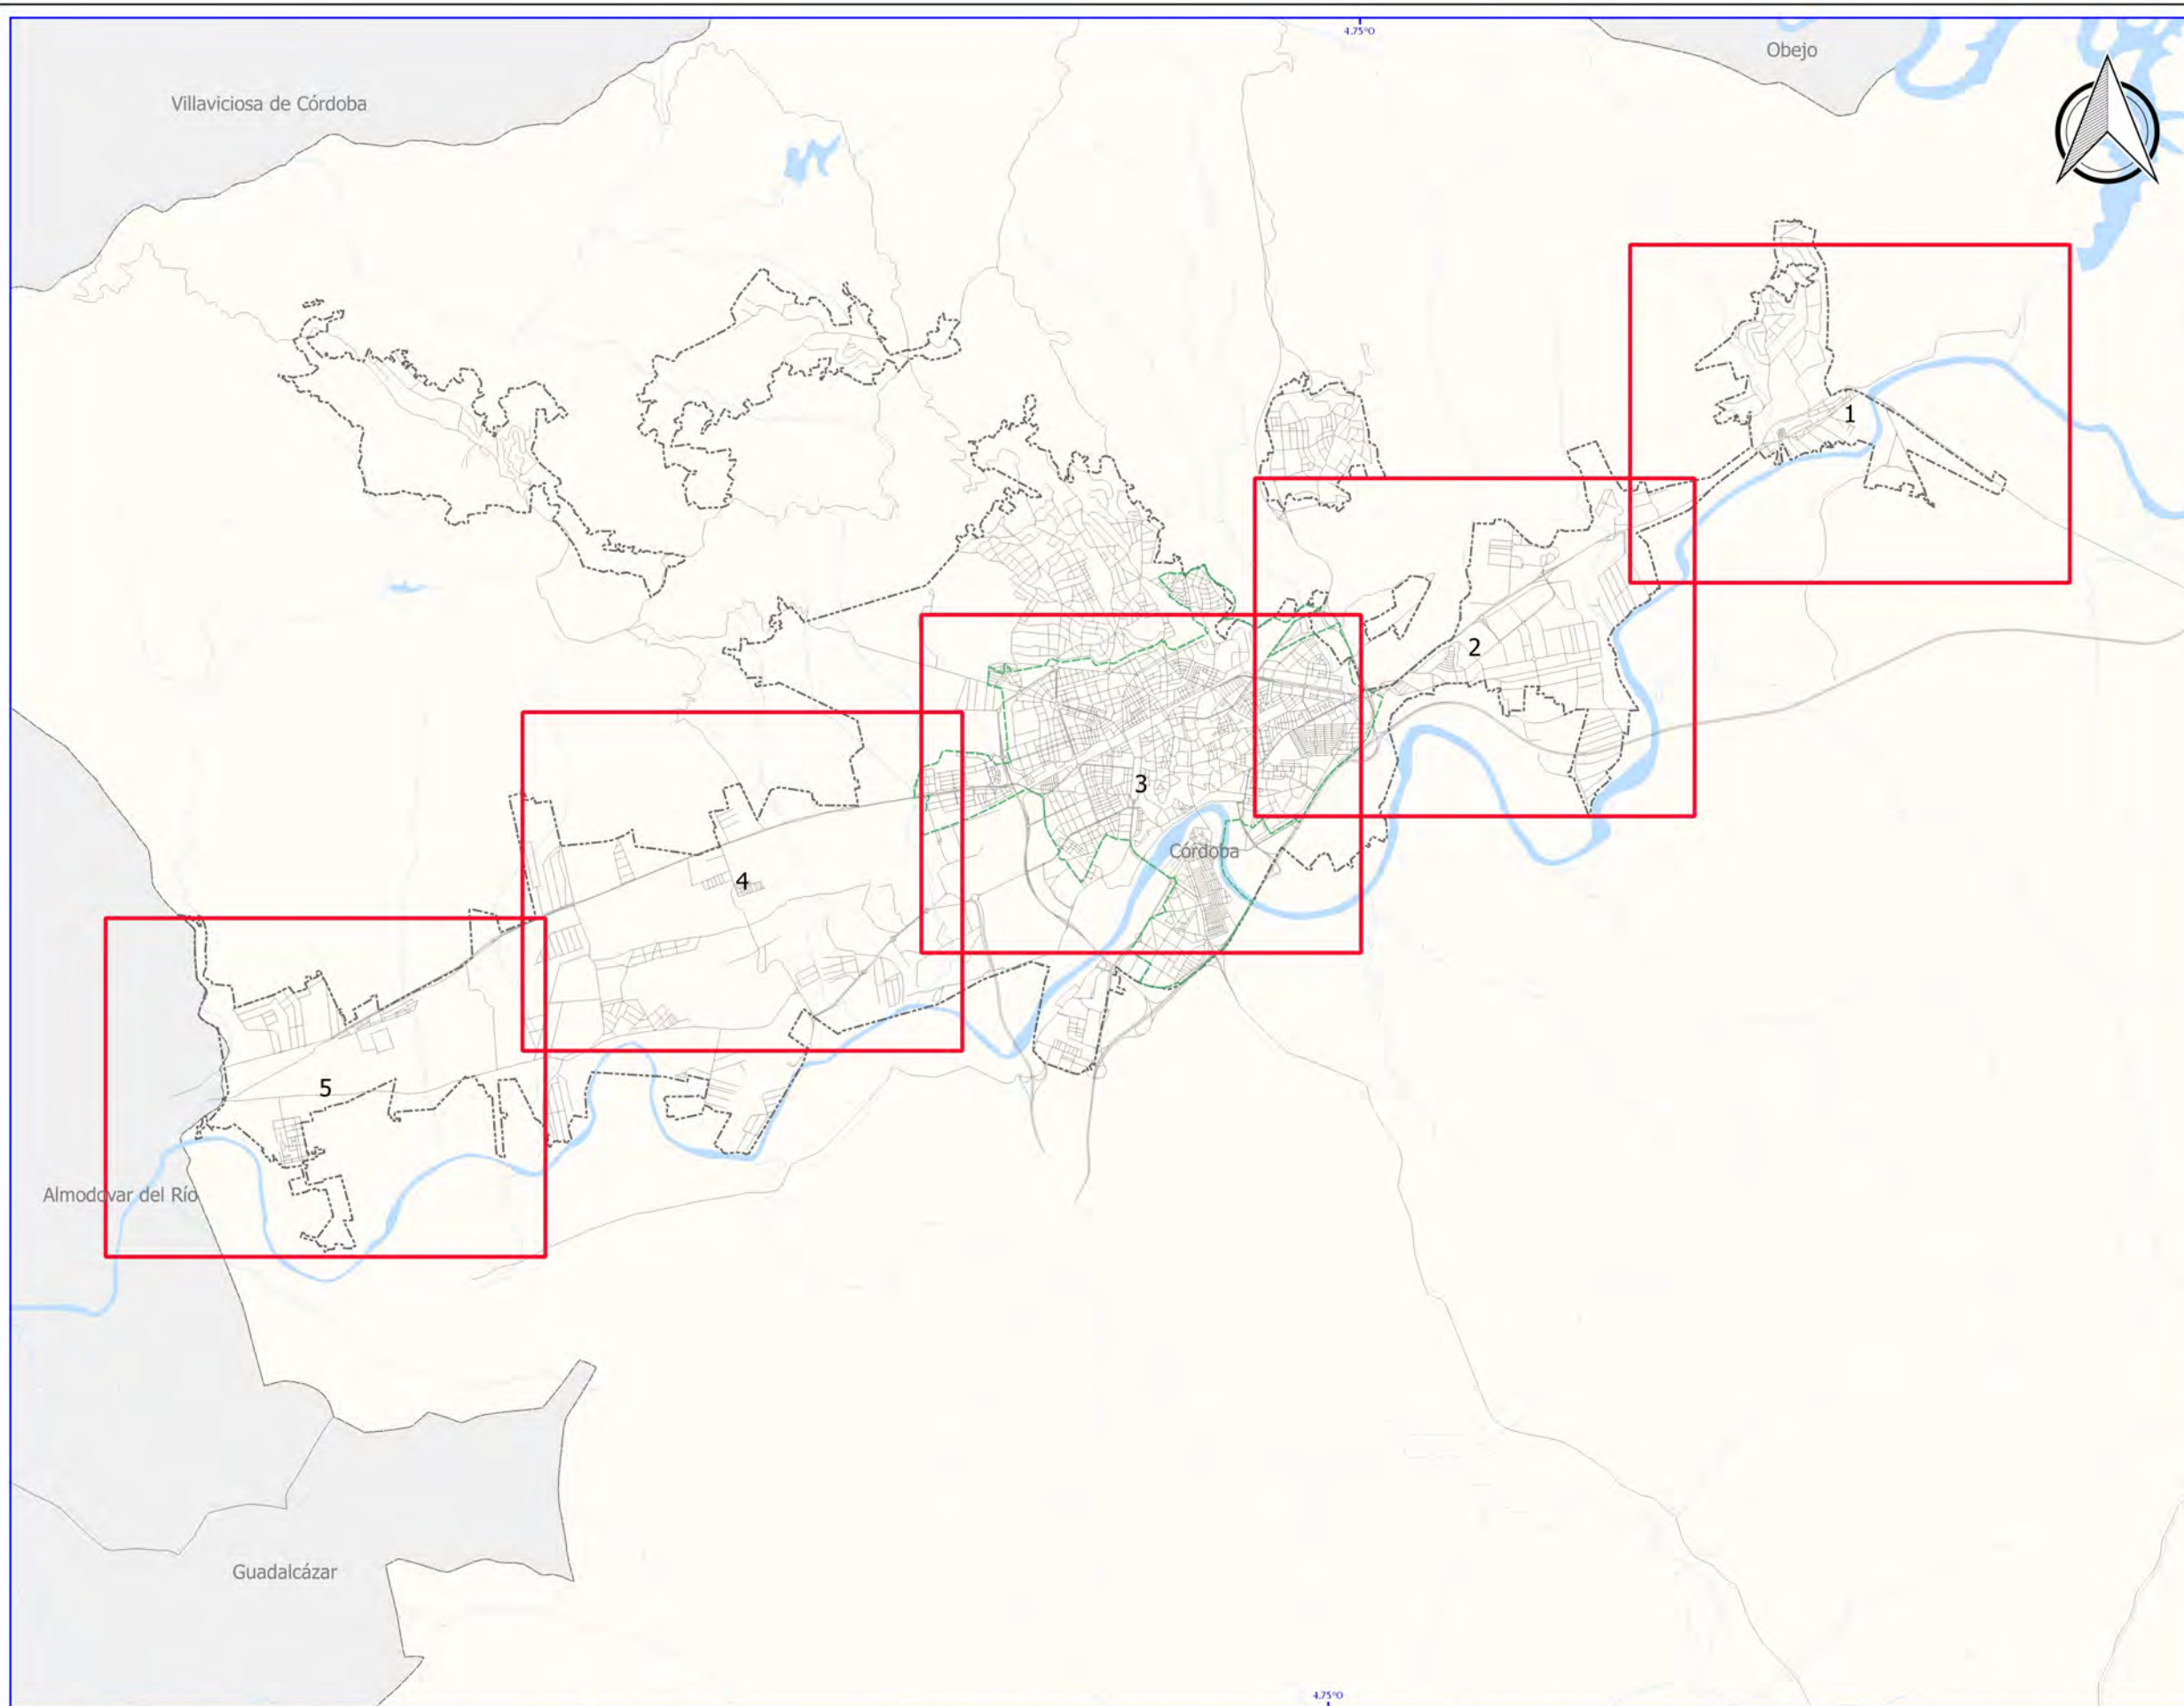 4.75°O
Obejo
Villaviciosa de Córdoba
1
2
3
Córdoba
4
5
Almodovar del Río
Guadalcázar
4.75°O